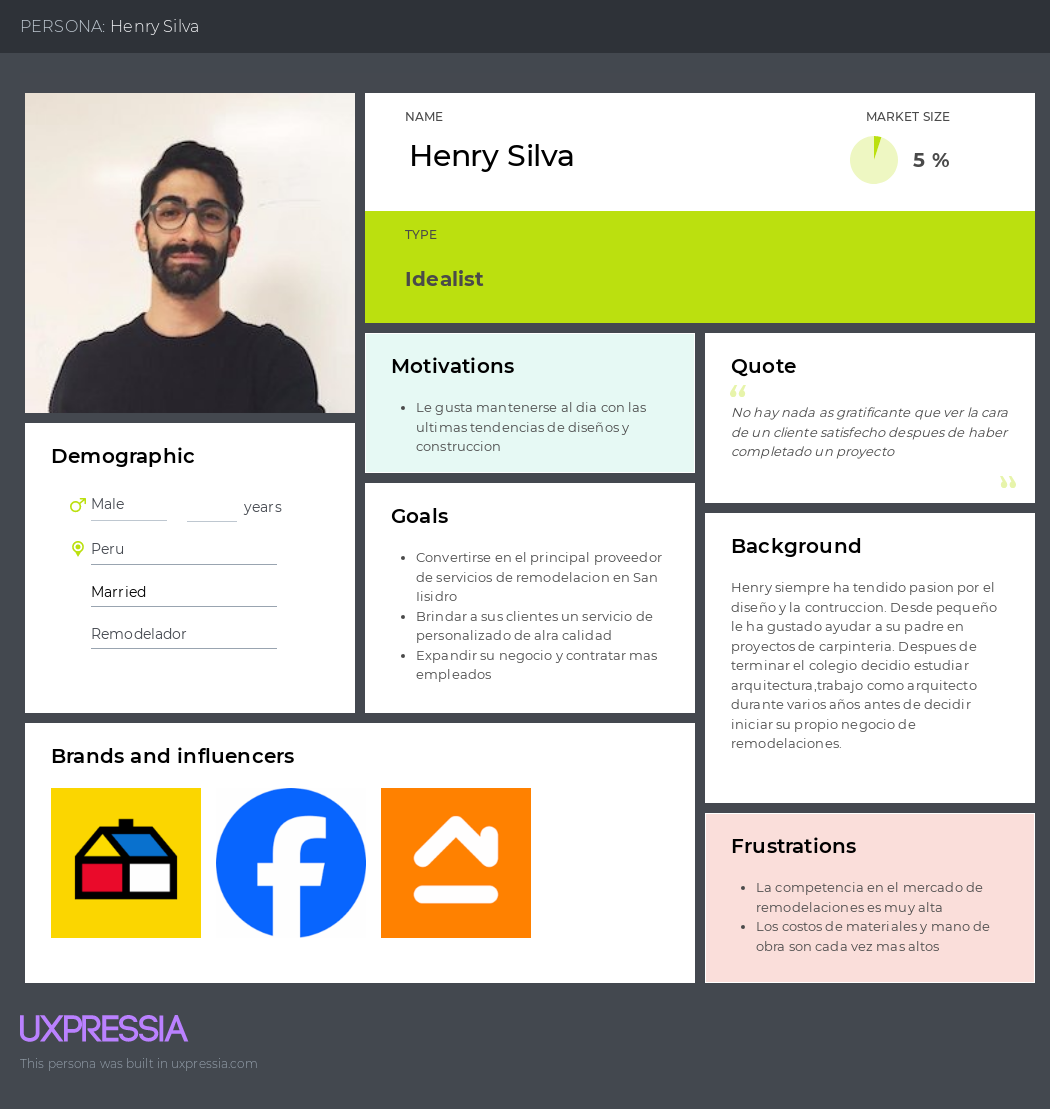 PERSONA: Henry Silva
NAME
Henry Silva
MARKET SIZE
5 %
TYPE
Idealist
Demographic
Male
years
Peru
Married
Remodelador
Motivations
Le gusta mantenerse al dia con las
ultimas tendencias de diseños y
construccion
Goals
Convertirse en el principal proveedor
de servicios de remodelacion en San
Iisidro
Brindar a sus clientes un servicio de
personalizado de alra calidad
Expandir su negocio y contratar mas
empleados
Quote
“
No hay nada as gratificante que ver la cara
de un cliente satisfecho despues de haber
completado un proyecto
”
Background
Henry siempre ha tendido pasion por el
diseño y la contruccion. Desde pequeño
le ha gustado ayudar a su padre en
proyectos de carpinteria. Despues de
terminar el colegio decidio estudiar
arquitectura,trabajo como arquitecto
durante varios años antes de decidir
iniciar su propio negocio de
remodelaciones.
Brands and influencers
f
Frustrations
La competencia en el mercado de
remodelaciones es muy alta
Los costos de materiales y mano de
obra son cada vez mas altos
UXPRESSIA
This persona was built in uxpressia.com